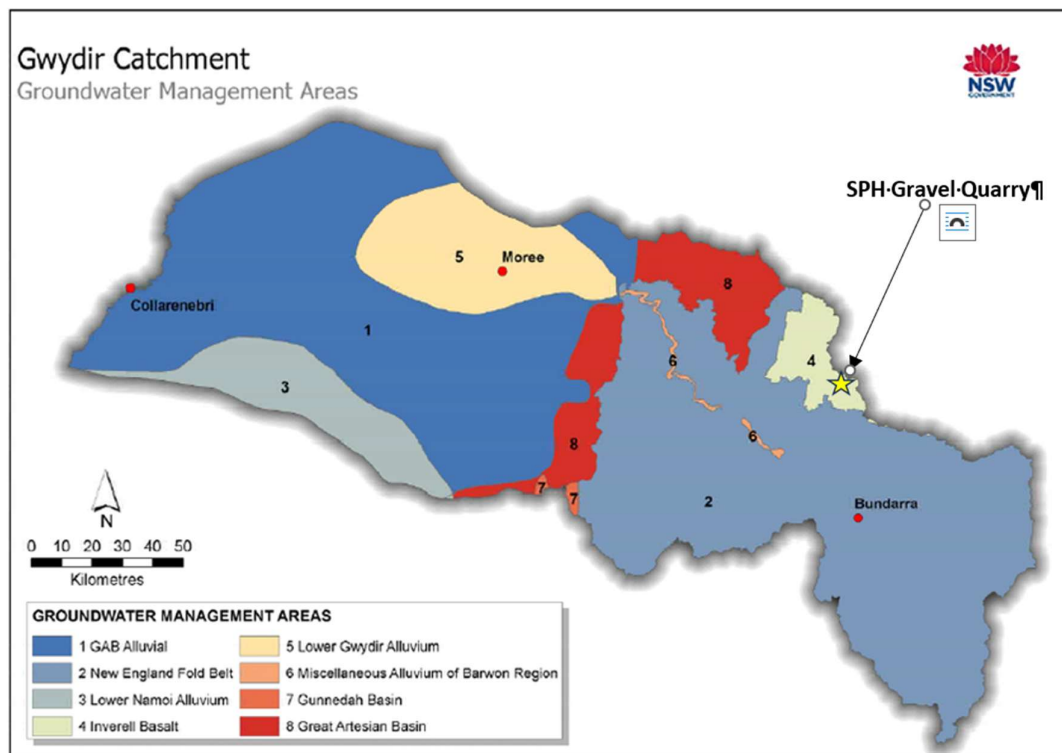 Gwydir Catchment
Groundwater Management Areas
NSW
GOVERNMENT
SPH·Gravel·Quarry¶
8
5
Moree
Collarenebri
1
6
4
3
8
6
7
7
2
Bundarra
N
0 10 20 30 40 50
Kilometres
GROUNDWATER MANAGEMENT AREAS
1 GAB Alluvial
2 New England Fold Belt
3 Lower Namoi Alluvium
4 Inverell Basalt
5 Lower Gwydir Alluvium
6 Miscellaneous Alluvium of Barwon Region
7 Gunnedah Basin
8 Great Artesian Basin